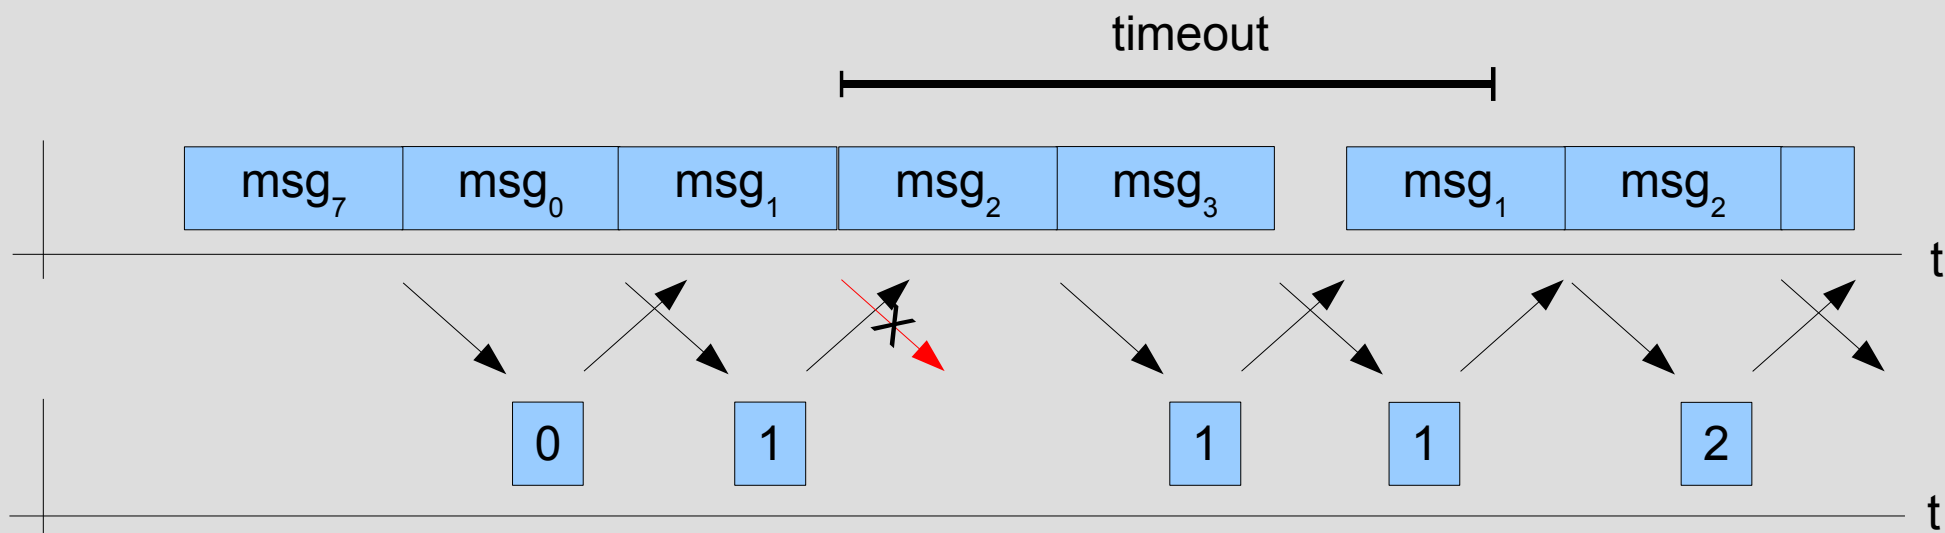 timeout
msg₇ msg₀ msg₁ msg₂ msg₃ msg₁ msg₂
t
0 1 1 1 2
t